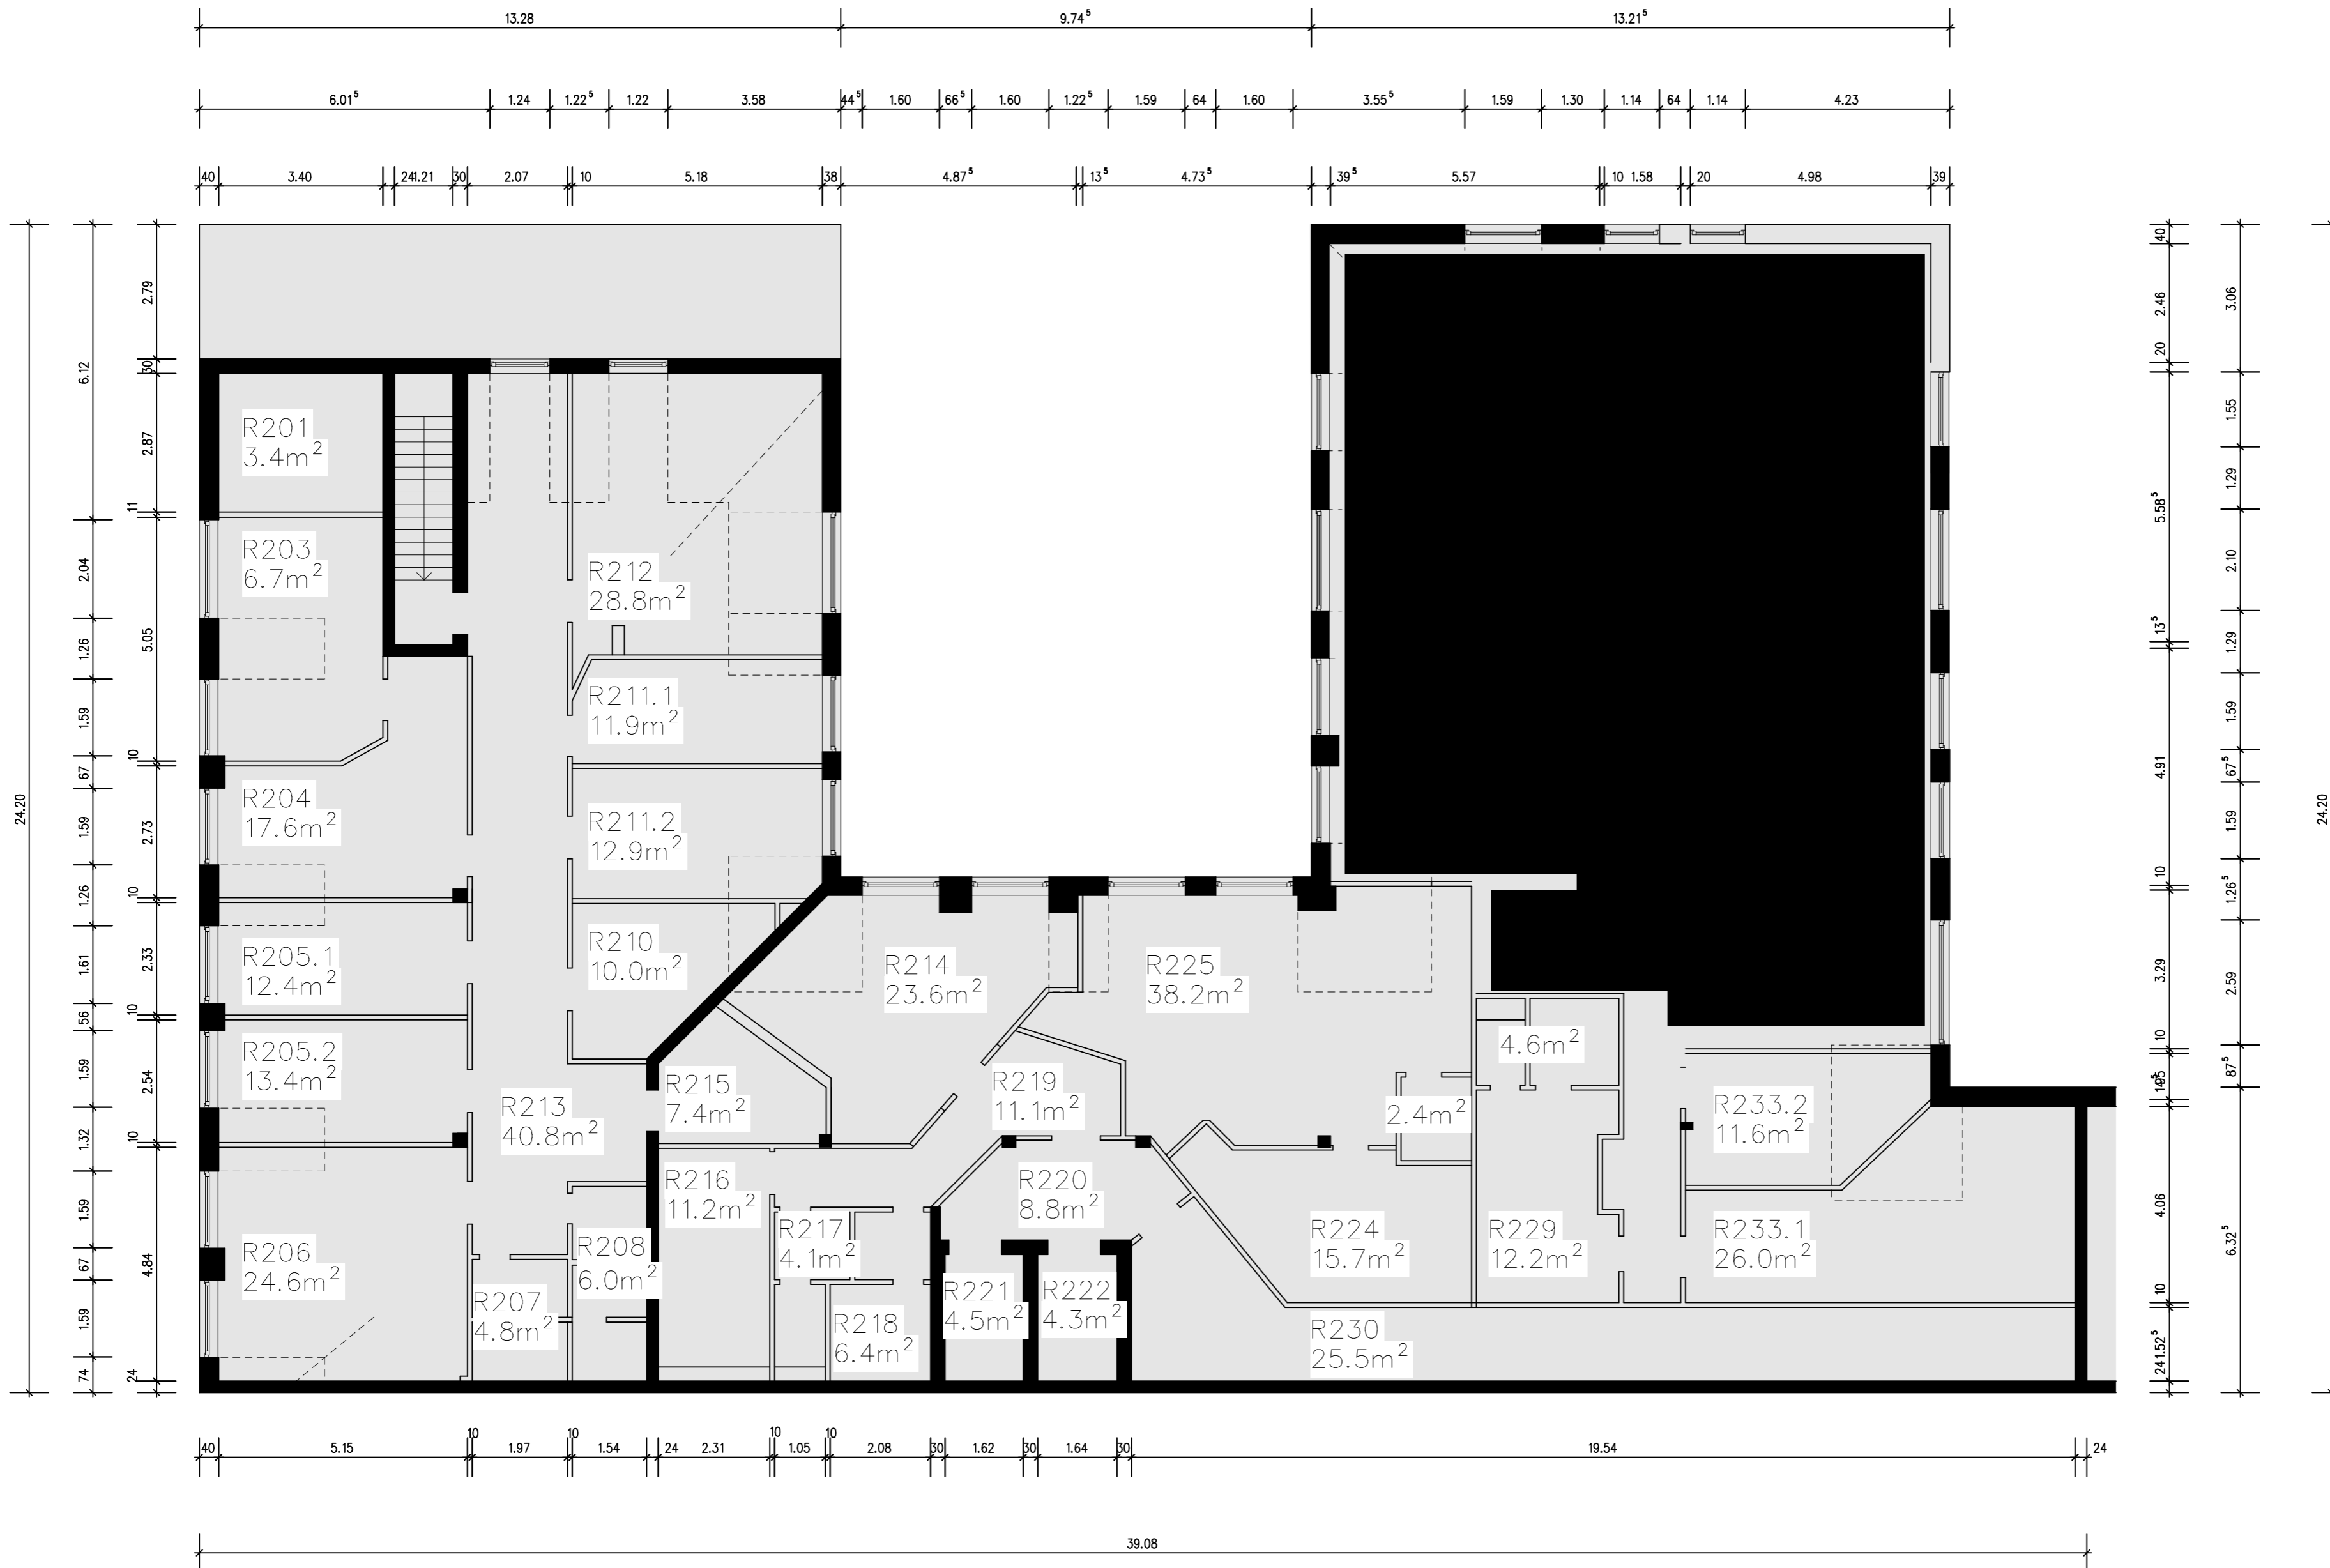 13.28 9.74⁵ 13.21⁵
6.01⁵ 1.24 1.22⁵ 1.22 3.58 44⁵ 1.60 66⁵ 1.60 1.22⁵ 1.59 64 1.60 3.55⁵ 1.59 1.30 1.14 64 1.14 4.23
40 3.40 24 1.21 30 2.07 10 5.18 38 4.87⁵ 13⁵ 4.73⁵ 39⁵ 5.57 10 1.58 20 4.98 39
24.20
6.12 2.04 1.26 1.59 67 1.59 1.26 1.61 56 1.59 1.32 1.59 67 1.59 74
2.79 30 2.87 11 5.05 10 2.73 10 2.33 10 2.54 10 4.84 24
R201
3.4m²
R203
6.7m²
R212
28.8m²
R211.1
11.9m²
R204
17.6m²
R211.2
12.9m²
R205.1
12.4m²
R210
10.0m²
R214
23.6m²
R225
38.2m²
4.6m²
R205.2
13.4m²
R213
40.8m²
R215
7.4m²
R219
11.1m²
2.4m²
R233.2
11.6m²
R216
11.2m²
R220
8.8m²
R217
4.1m²
R224
15.7m²
R229
12.2m²
R233.1
26.0m²
R206
24.6m²
R208
6.0m²
R207
4.8m²
R221
4.5m²
R222
4.3m²
R218
6.4m²
R230
25.5m²
40 2.46 20 5.58⁵ 13⁵ 4.91 10 3.29 10 1.95 14⁵ 4.06 10 1.52⁵ 24
3.06 1.55 1.29 2.10 1.29 1.59 67⁵ 1.59 1.26⁵ 2.59 87⁵ 6.32⁵
24.20
40 5.15 10 1.97 10 1.54 24 2.31 10 1.05 10 2.08 30 1.62 30 1.64 30 19.54 24
39.08